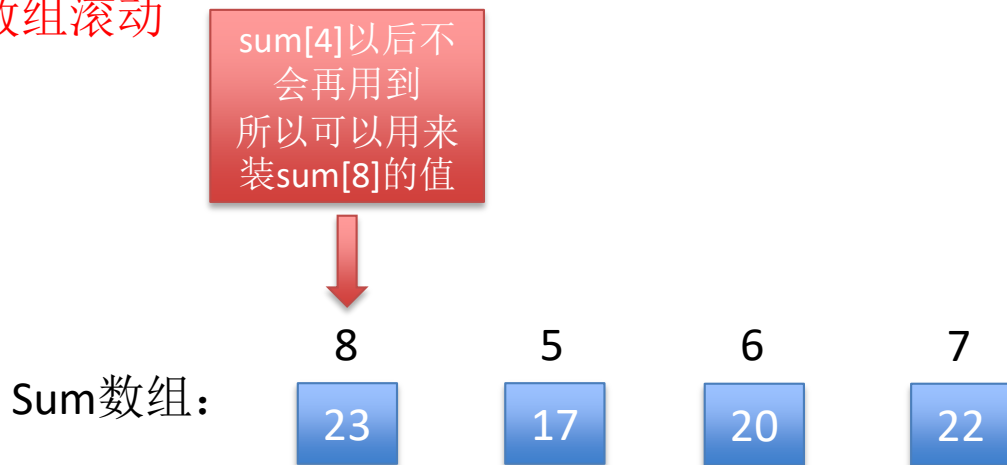 数组滚动
sum[4]以后不
会再用到
所以可以用来
装sum[8]的值
8 5 6 7
Sum数组：
23 17 20 22